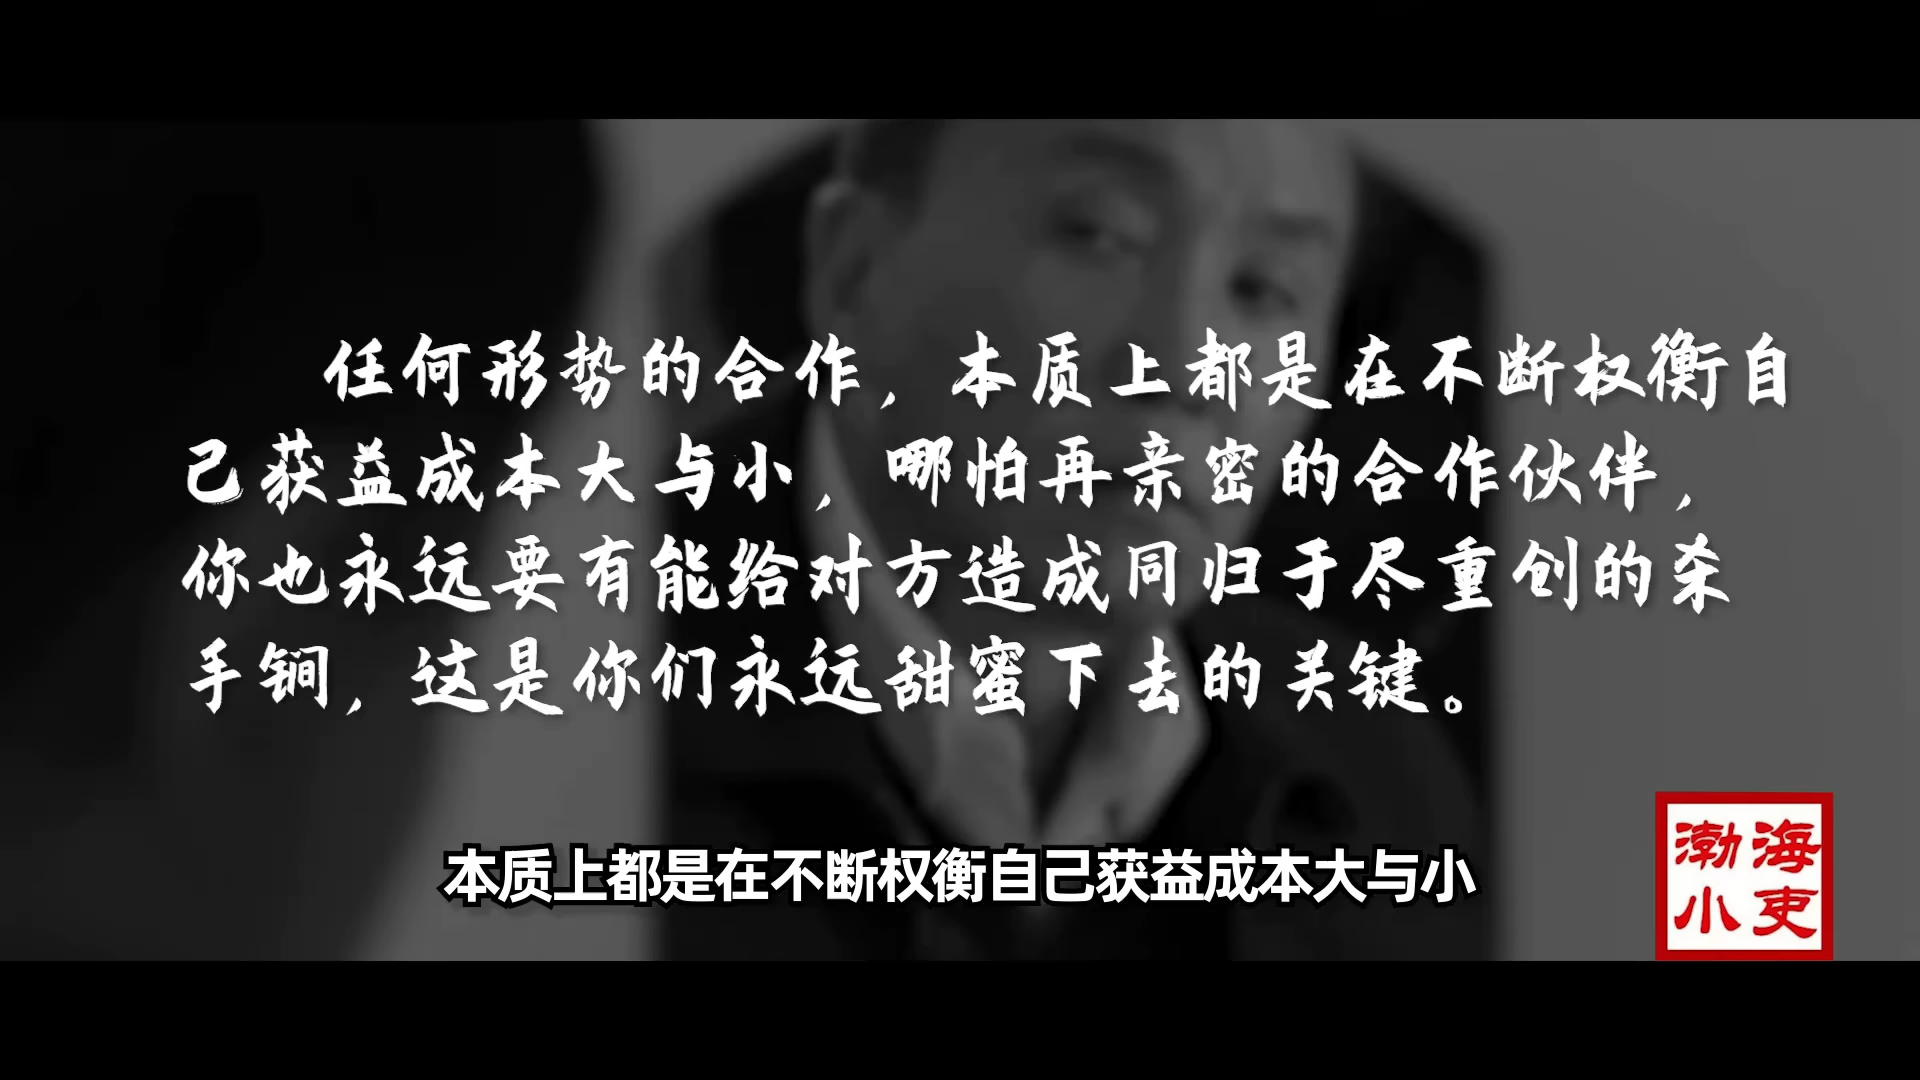 任何形势的合作，本质上都是在不断权衡自
己获益成本大与小，哪怕再亲密的合作伙伴，
你也永远要有能给对方造成同归于尽重创的杀
手锏，这是你们永远甜蜜下去的关键。
本质上都是在不断权衡自己获益成本大与小
渤海
小吏